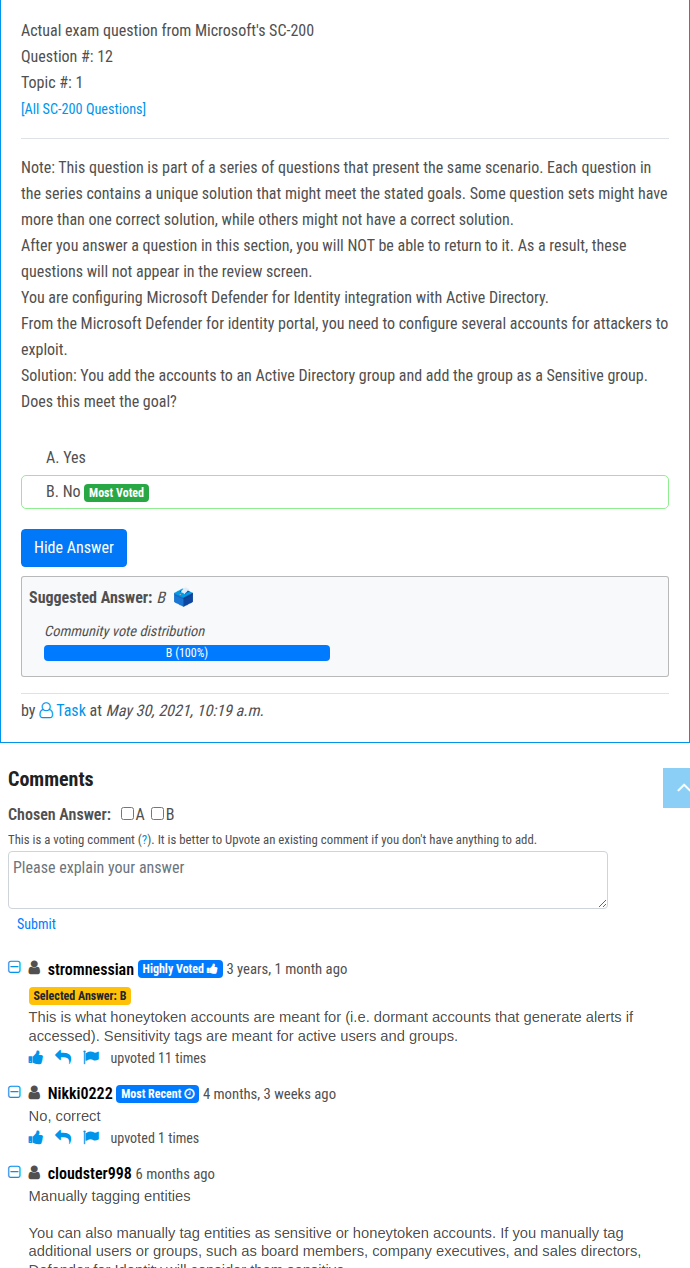 Actual exam question from Microsoft's SC-200
Question #: 12
Topic #: 1
[All SC-200 Questions]
Note: This question is part of a series of questions that present the same scenario. Each question in
the series contains a unique solution that might meet the stated goals. Some question sets might have
more than one correct solution, while others might not have a correct solution.
After you answer a question in this section, you will NOT be able to return to it. As a result, these
questions will not appear in the review screen.
You are configuring Microsoft Defender for Identity integration with Active Directory.
From the Microsoft Defender for identity portal, you need to configure several accounts for attackers to
exploit.
Solution: You add the accounts to an Active Directory group and add the group as a Sensitive group.
Does this meet the goal?
A. Yes
B. No Most Voted
Hide Answer
Suggested Answer: B
Community vote distribution
B (100%)
by Task at May 30, 2021, 10:19 a.m.
Comments
Chosen Answer: A B
This is a voting comment (?). It is better to Upvote an existing comment if you don't have anything to add.
Please explain your answer
Submit
stromnessian Highly Voted 3 years, 1 month ago
Selected Answer: B
This is what honeytoken accounts are meant for (i.e. dormant accounts that generate alerts if
accessed). Sensitivity tags are meant for active users and groups.
upvoted 11 times
Nikki0222 Most Recent 4 months, 3 weeks ago
No, correct
upvoted 1 times
cloudster998 6 months ago
Manually tagging entities
You can also manually tag entities as sensitive or honeytoken accounts. If you manually tag
additional users or groups, such as board members, company executives, and sales directors,
Defender for Identity will consider them sensitive.